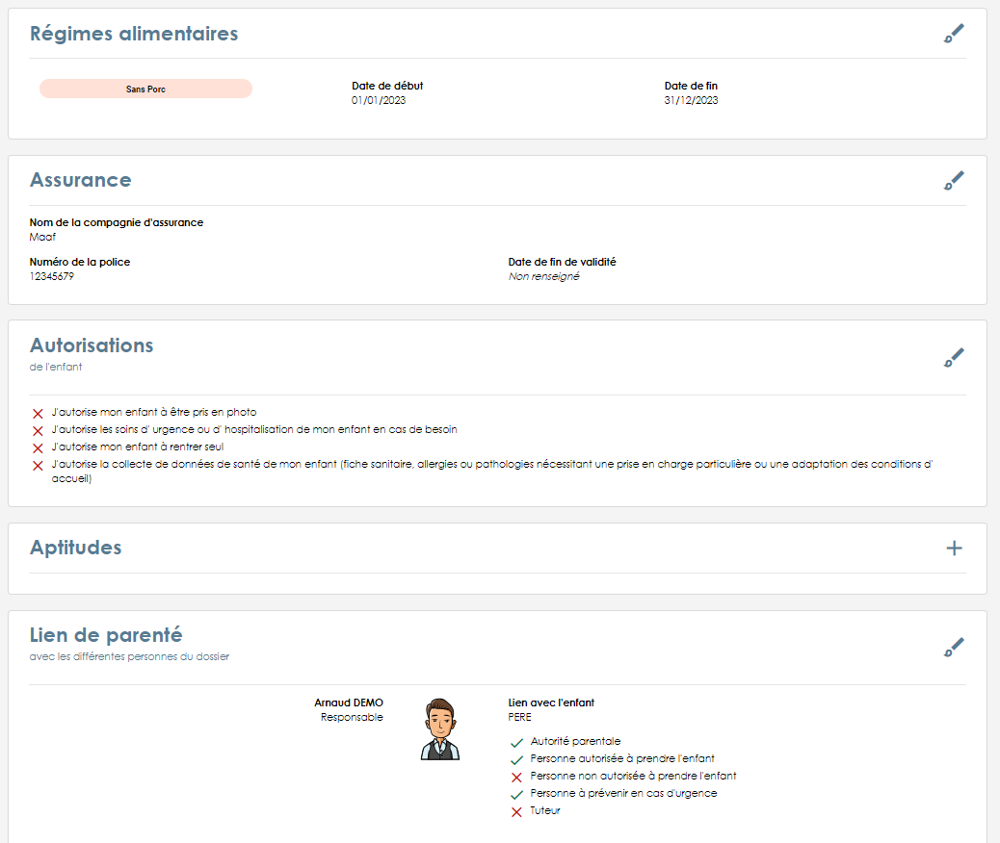 Régimes alimentaires
Sans Porc
Date de début
01/01/2023
Date de fin
31/12/2023
Assurance
Nom de la compagnie d'assurance
Maaf
Numéro de la police
12345679
Date de fin de validité
Non renseigné
Autorisations
de l'enfant
J'autorise mon enfant à être pris en photo
J'autorise les soins d' urgence ou d' hospitalisation de mon enfant en cas de besoin
J'autorise mon enfant à rentrer seul
J'autorise la collecte de données de santé de mon enfant (fiche sanitaire, allergies ou pathologies nécessitant une prise en charge particulière ou une adaptation des conditions d'
accueil)
Aptitudes
Lien de parenté
avec les différentes personnes du dossier
Arnaud DEMO
Responsable
Lien avec l'enfant
PERE
Autorité parentale
Personne autorisée à prendre l'enfant
Personne non autorisée à prendre l'enfant
Personne à prévenir en cas d'urgence
Tuteur